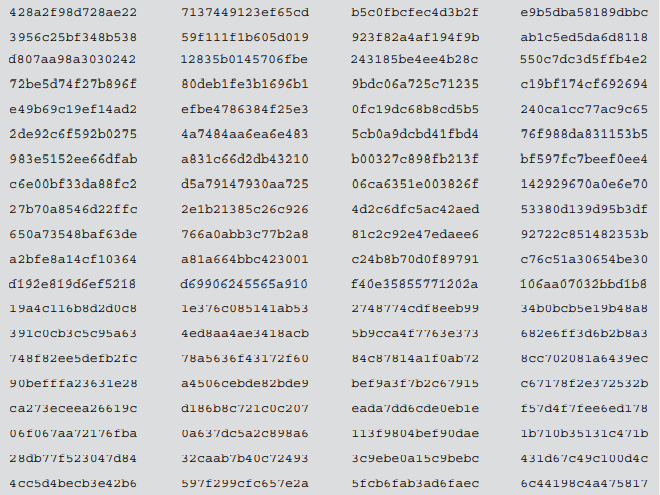 428a2f98d728ae22 7137449123ef65cd b5c0fbcfec4d3b2f e9b5dba58189dbbc
3956c25bf348b538 59f111f1b605d019 923f82a4af194f9b ab1c5ed5da6d8118
d807aa98a3030242 12835b0145706fbe 243185be4ee4b28c 550c7dc3d5ffb4e2
72be5d74f27b896f 80deb1fe3b1696b1 9bdc06a725c71235 c19bf174cf692694
e49b69c19ef14ad2 efbe4786384f25e3 0fc19dc68b8cd5b5 240ca1cc77ac9c65
2de92c6f592b0275 4a7484aa6ea6e483 5cb0a9dcbd41fbd4 76f988da831153b5
983e5152ee66dfab a831c66d2db43210 b00327c898fb213f bf597fc7beef0ee4
c6e00bf33da88fc2 d5a79147930aa725 06ca6351e003826f 142929670a0e6e70
27b70a8546d22ffc 2e1b21385c26c926 4d2c6dfc5ac42aed 53380d139d95b3df
650a73548baf63de 766a0abb3c77b2a8 81c2c92e47edaee6 92722c851482353b
a2bfe8a14cf10364 a81a664bbc423001 c24b8b70d0f89791 c76c51a30654be30
d192e819d6ef5218 d69906245565a910 f40e35855771202a 106aa07032bbd1b8
19a4c116b8d2d0c8 1e376c085141ab53 2748774cdf8eeb99 34b0bcb5e19b48a8
391c0cb3c5c95a63 4ed8aa4ae3418acb 5b9cca4f7763e373 682e6ff3d6b2b8a3
748f82ee5defb2fc 78a5636f43172f60 84c87814a1f0ab72 8cc702081a6439ec
90befffa23631e28 a4506cebde82bde9 bef9a3f7b2c67915 c67178f2e372532b
ca273eceea26619c d186b8c721c0c207 eada7dd6cde0eb1e f57d4f7fee6ed178
06f067aa72176fba 0a637dc5a2c898a6 113f9804bef90dae 1b710b35131c471b
28db77f523047d84 32caab7b40c72493 3c9ebe0a15c9bebc 431d67c49c100d4c
4cc5d4becb3e42b6 597f299cfc657e2a 5fcb6fab3ad6faec 6c44198c4a475817